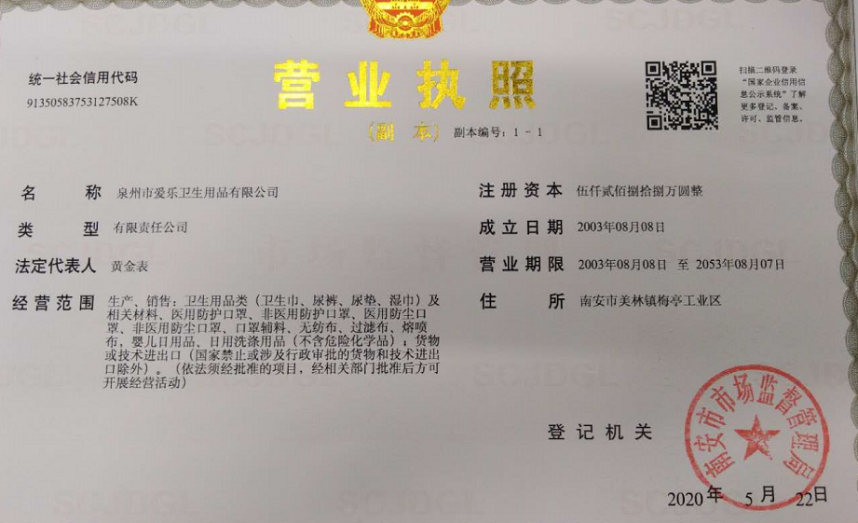 统一社会信用代码
91350583753127508K
营业执照
(副 本) 副本编号：1-1
扫描二维码登录
“国家企业信用信
息公示系统”了解
更多登记、备案、
许可、监管信息。
名 称 泉州市爱乐卫生用品有限公司
类 型 有限责任公司
法定代表人 黄金表
经营范围 生产、销售：卫生用品类（卫生巾、尿裤、尿垫、湿巾）及
相关材料、医用防护口罩、非医用防护口罩、医用防尘口
罩、非医用防尘口罩、口罩辅料、无纺布、过滤布、熔喷
布，婴儿日用品、日用洗涤用品（不含危险化学品）；货物
或技术进出口（国家禁止或涉及行政审批的货物和技术进出
口除外）。（依法须经批准的项目，经相关部门批准后方可
开展经营活动）
注册资本 伍仟贰佰捌拾捌万圆整
成立日期 2003年08月08日
营业期限 2003年08月08日 至 2053年08月07日
住 所 南安市美林镇梅亭工业区
登记机关
南安市市场监督管理局
2020 年 5 月 22 日
SCJDGL